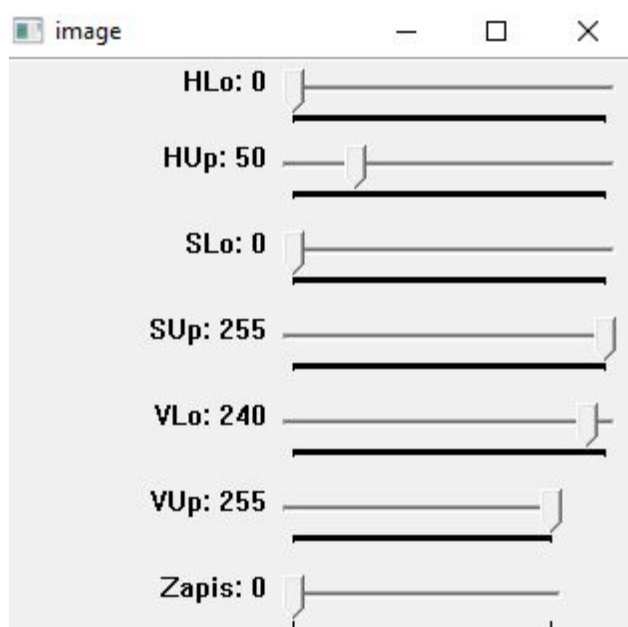 image
HLo: 0
HUp: 50
SLo: 0
SUp: 255
VLo: 240
VUp: 255
Zapis: 0